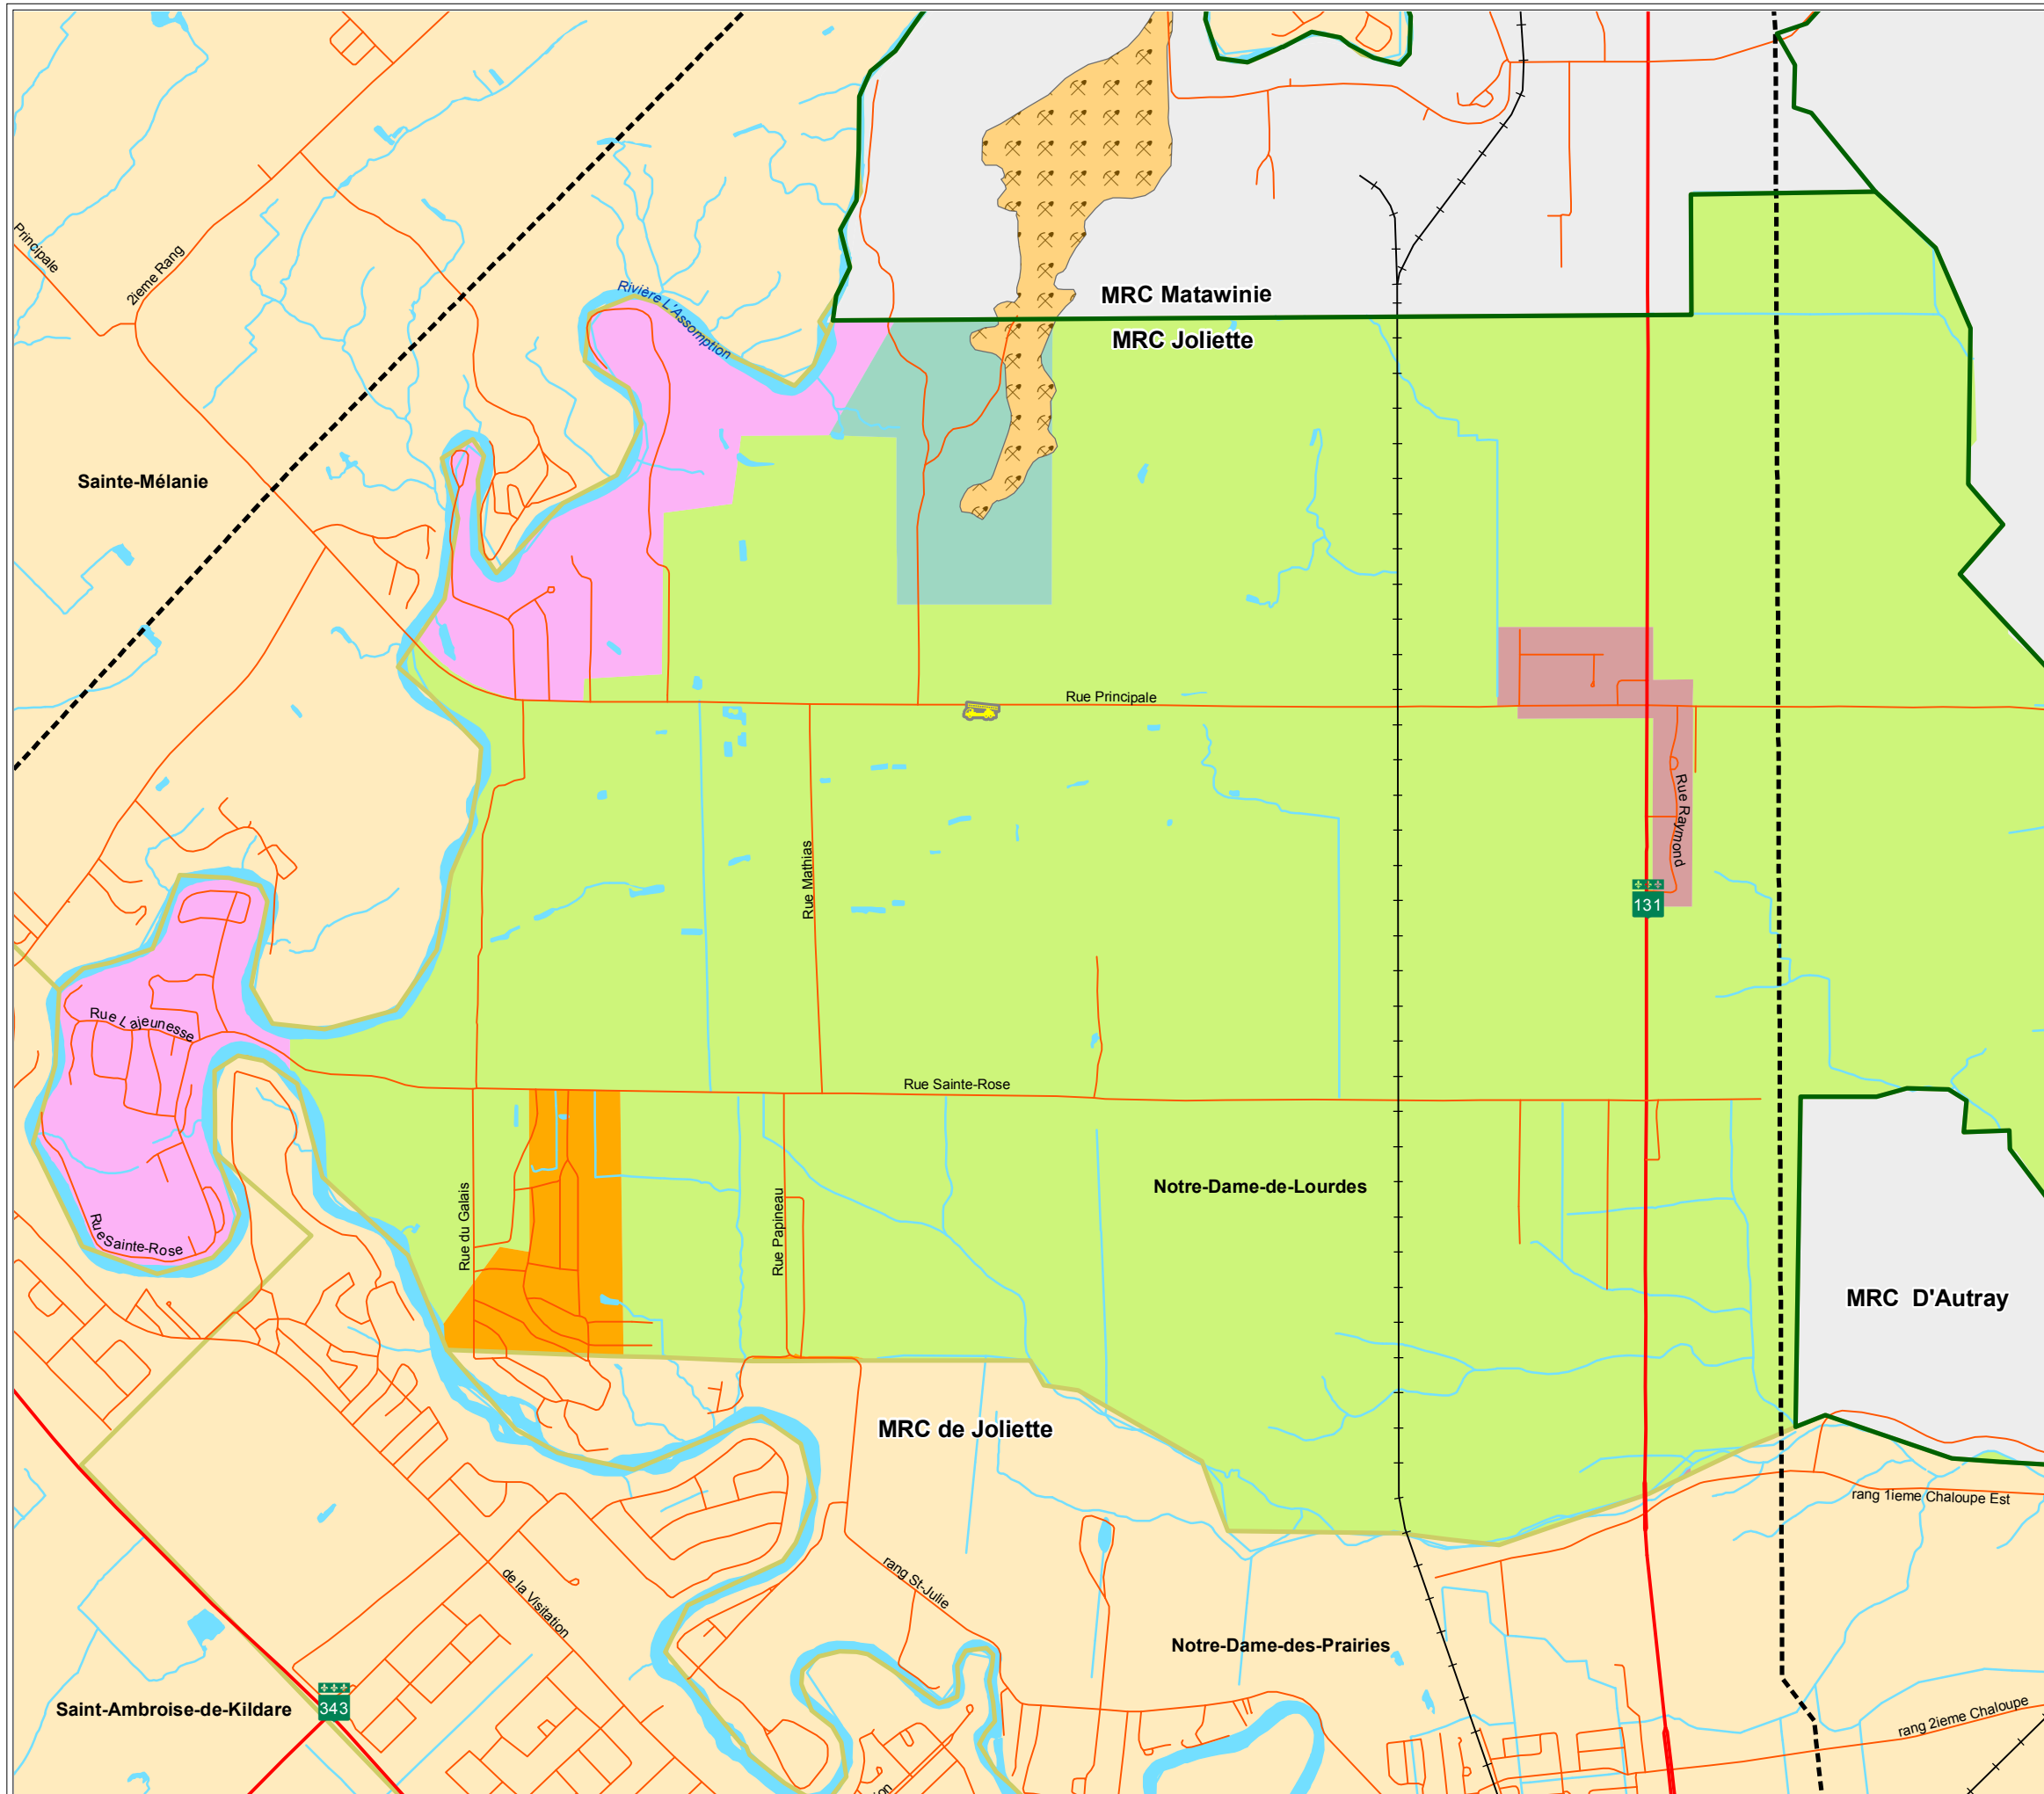 Principale
2ieme Rang
Rivière L'Assomption
MRC Matawinie
MRC Joliette
Sainte-Mélanie
Rue Principale
Rue Raymond
Rue Mathias
131
Rue Lajeunesse
Rue Sainte-Rose
Notre-Dame-de-Lourdes
Rue du Galais
Rue Papineau
Rue Sainte-Rose
MRC D'Autray
MRC de Joliette
rang 1ieme Chaloupe Est
rang St-Julie
de la Visitation
Notre-Dame-des-Prairies
Saint-Ambroise-de-Kildare
343
rang 2ieme Chaloupe